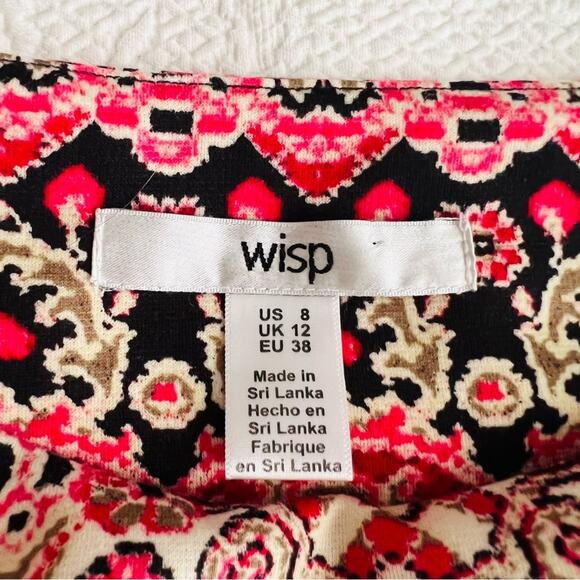 wisp
US 8
UK 12
EU 38
Made in
Sri Lanka
Hecho en
Sri Lanka
Fabrique
en Sri Lanka